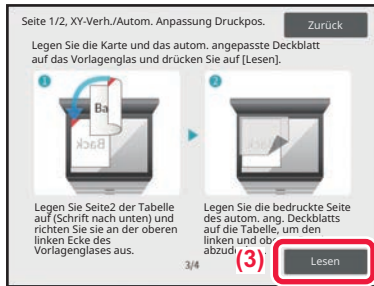 Seite 1/2, XY-Verh./Autom. Anpassung Druckpos.
Zurück
Legen Sie die Karte und das autom. angepasste Deckblatt
auf das Vorlagenglas und drücken Sie auf [Lesen].
1
2
Ba
Back
Back
Legen Sie Seite2 der Tabelle
auf (Schrift nach unten) und
richten Sie sie an der oberen
linken Ecke des
Vorlagenglases aus.
Legen Sie die bedruckte Seite
des autom. ang. Deckblatts
auf die Tabelle, um den
linken und
abzud
3/4
(3)
Lesen